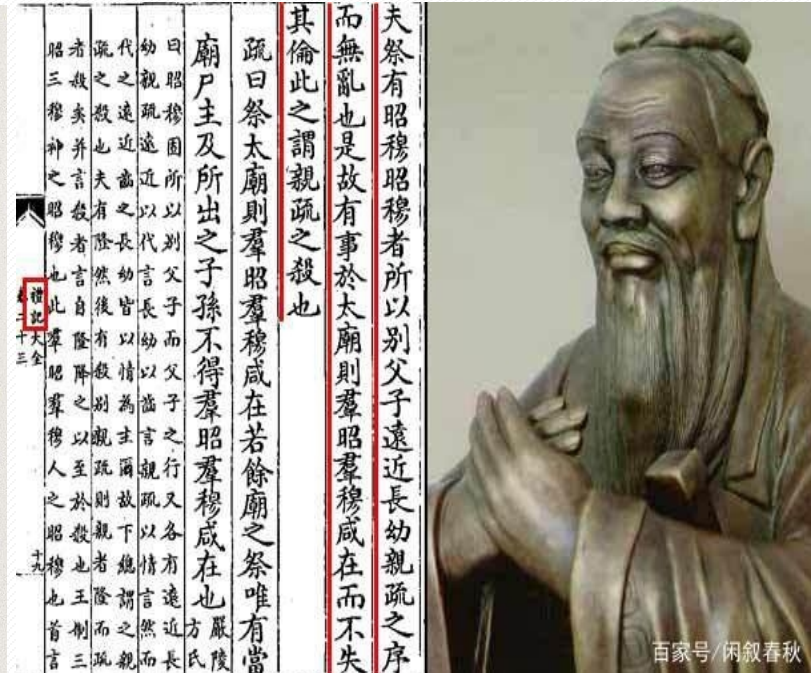 夫祭有昭穆昭穆者所以别父子遠近長幼親疏之序
而無亂也是故有事於太廟則羣昭羣穆咸在而不失
其倫此之謂親疏之殺也
疏曰祭太廟則羣昭羣穆咸在若餘廟之祭唯有當
廟尸主及所出之子孫不得羣昭羣穆咸在也
嚴陵
方氏
曰昭穆固所以别父子而父子之行又各有遠近長
幼親疏遠近以代言長幼以齒言親疏以情言然而
代之遠近齒之長幼皆以情為主爾故下緫謂之親
疏之殺也夫有隆然後有殺别親疏則親者隆而疏
者殺矣并言殺者言自隆降之以至於殺也王制三
昭三穆神之昭穆也此羣昭羣穆人之昭穆也首言
禮記大全
卷二十三
十九
百家号/闲叙春秋